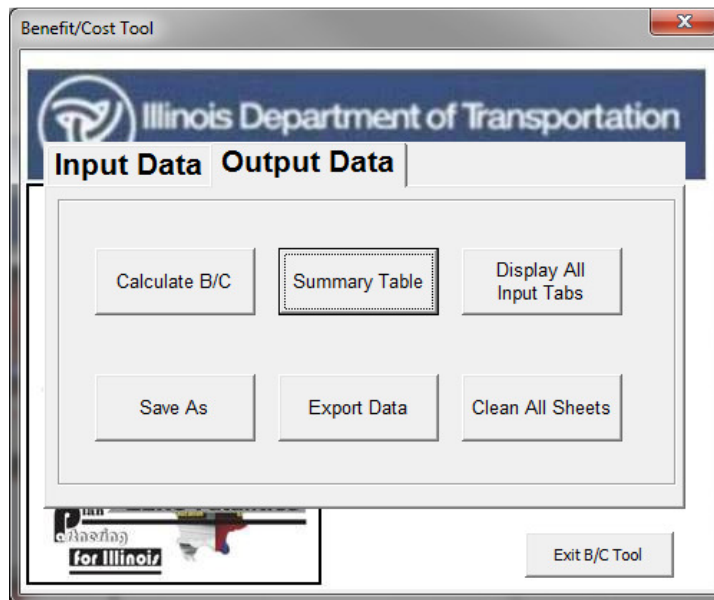 Benefit/Cost Tool
Illinois Department of Transportation
Input Data
Output Data
Calculate B/C
Summary Table
Display All
Input Tabs
Save As
Export Data
Clean All Sheets
for Illinois
Exit B/C Tool